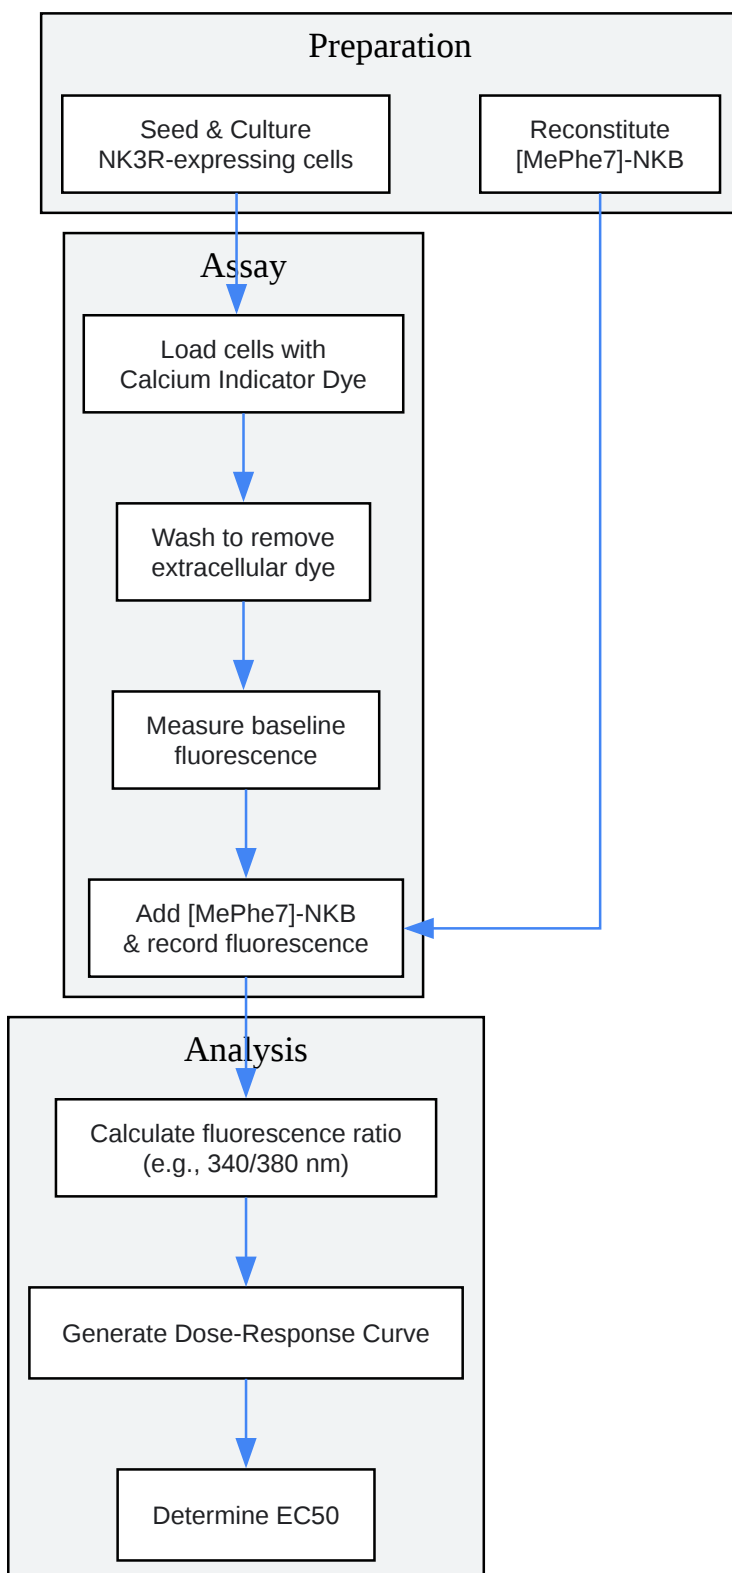 Preparation
Seed & Culture
NK3R-expressing cells
Reconstitute
[MePhe7]-NKB
Assay
Load cells with
Calcium Indicator Dye
Wash to remove
extracellular dye
Measure baseline
fluorescence
Add [MePhe7]-NKB
& record fluorescence
Analysis
Calculate fluorescence ratio
(e.g., 340/380 nm)
Generate Dose-Response Curve
Determine EC50